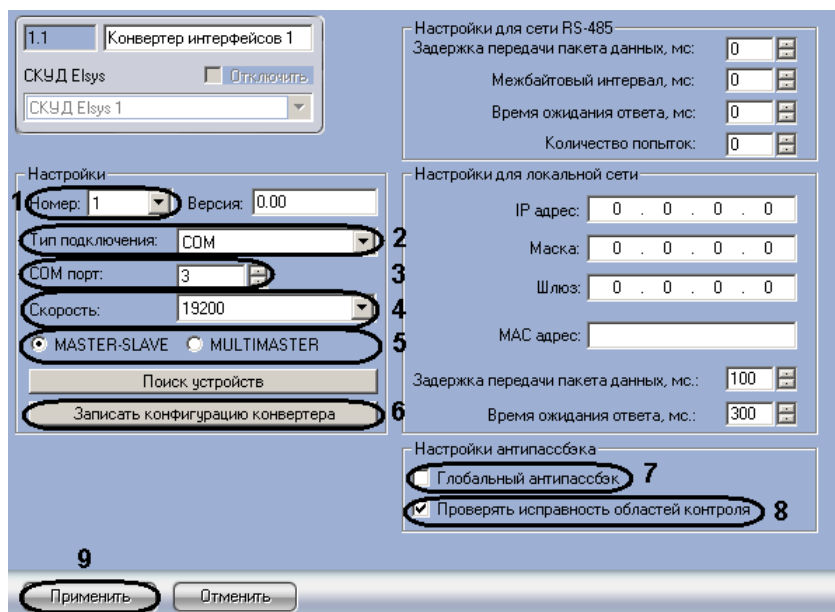 1.1 Конвертер интерфейсов 1
СКУД Elsys Отключить
СКУД Elsys 1
Настройки для сети RS-485
Задержка передачи пакета данных, мс: 0
Межбайтовый интервал, мс: 0
Время ожидания ответа, мс: 0
Количество попыток: 0
Настройки
1 Номер: 1 Версия: 0.00
Тип подключения: COM 2
COM порт: 3 3
Скорость: 19200 4
MASTER-SLAVE MULTIMASTER 5
Поиск устройств
Записать конфигурацию конвертера 6
Настройки для локальной сети
IP адрес: 0 . 0 . 0 . 0
Маска: 0 . 0 . 0 . 0
Шлюз: 0 . 0 . 0 . 0
MAC адрес:
Задержка передачи пакета данных, мс.: 100
Время ожидания ответа, мс.: 300
Настройки антипассбэка
Глобальный антипассбэк 7
Проверять исправность областей контроля 8
9
Применить Отменить